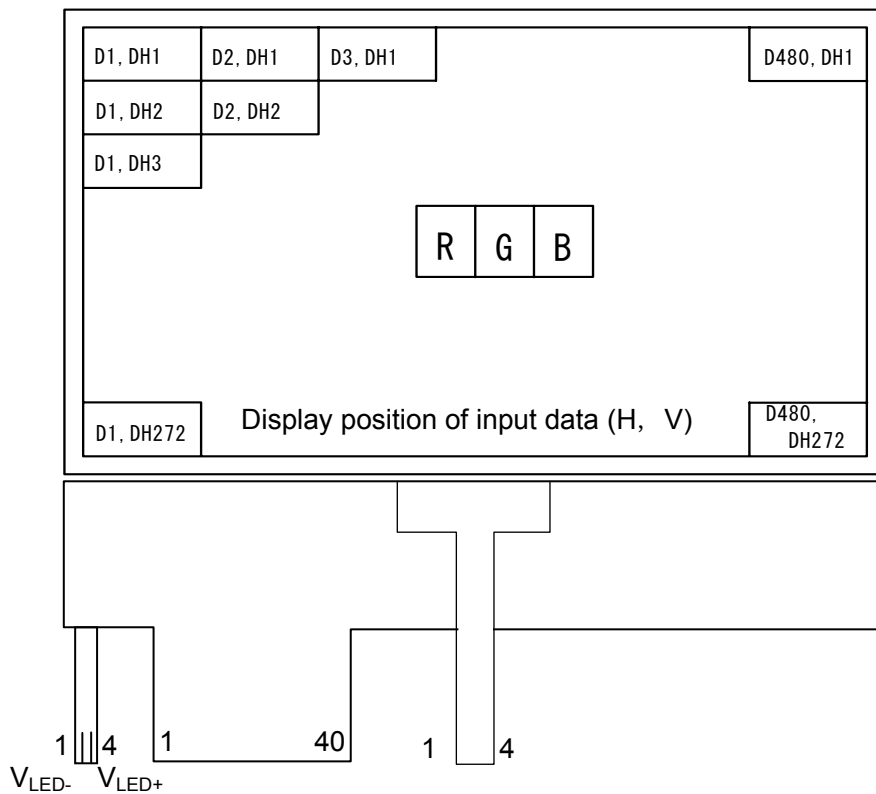 D1, DH1 D2, DH1 D3, DH1 D480, DH1
D1, DH2 D2, DH2
D1, DH3
R G B
D1, DH272 Display position of input data (H, V) D480,
DH272
1 4 1 40 1 4
VLED- VLED+